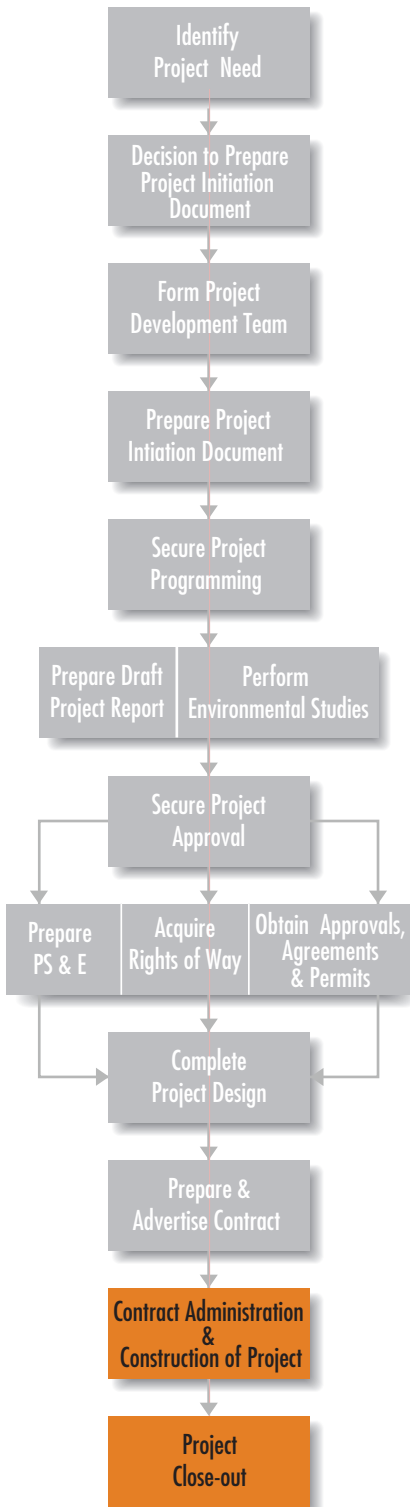 Identify
Project Need
Decision to Prepare
Project Initiation
Document
Form Project
Development Team
Prepare Project
Intiation Document
Secure Project
Programming
Prepare Draft
Project Report
Perform
Environmental Studies
Secure Project
Approval
Prepare
PS & E
Acquire
Rights of Way
Obtain Approvals,
Agreements
& Permits
Complete
Project Design
Prepare &
Advertise Contract
Contract Administration
&
Construction of Project
Project
Close-out